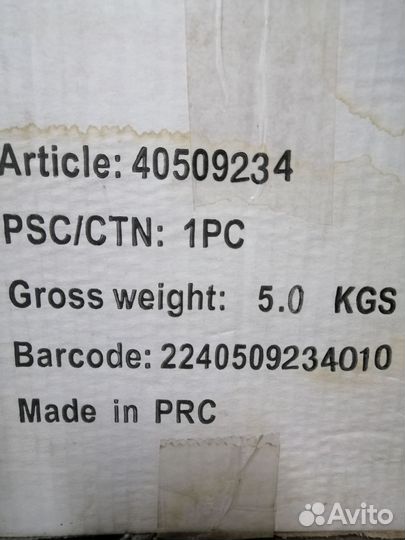 Article: 40509234
PSC/CTN: 1PC
Gross weight: 5.0 KGS
Barcode: 2240509234010
Made in PRC
Avito